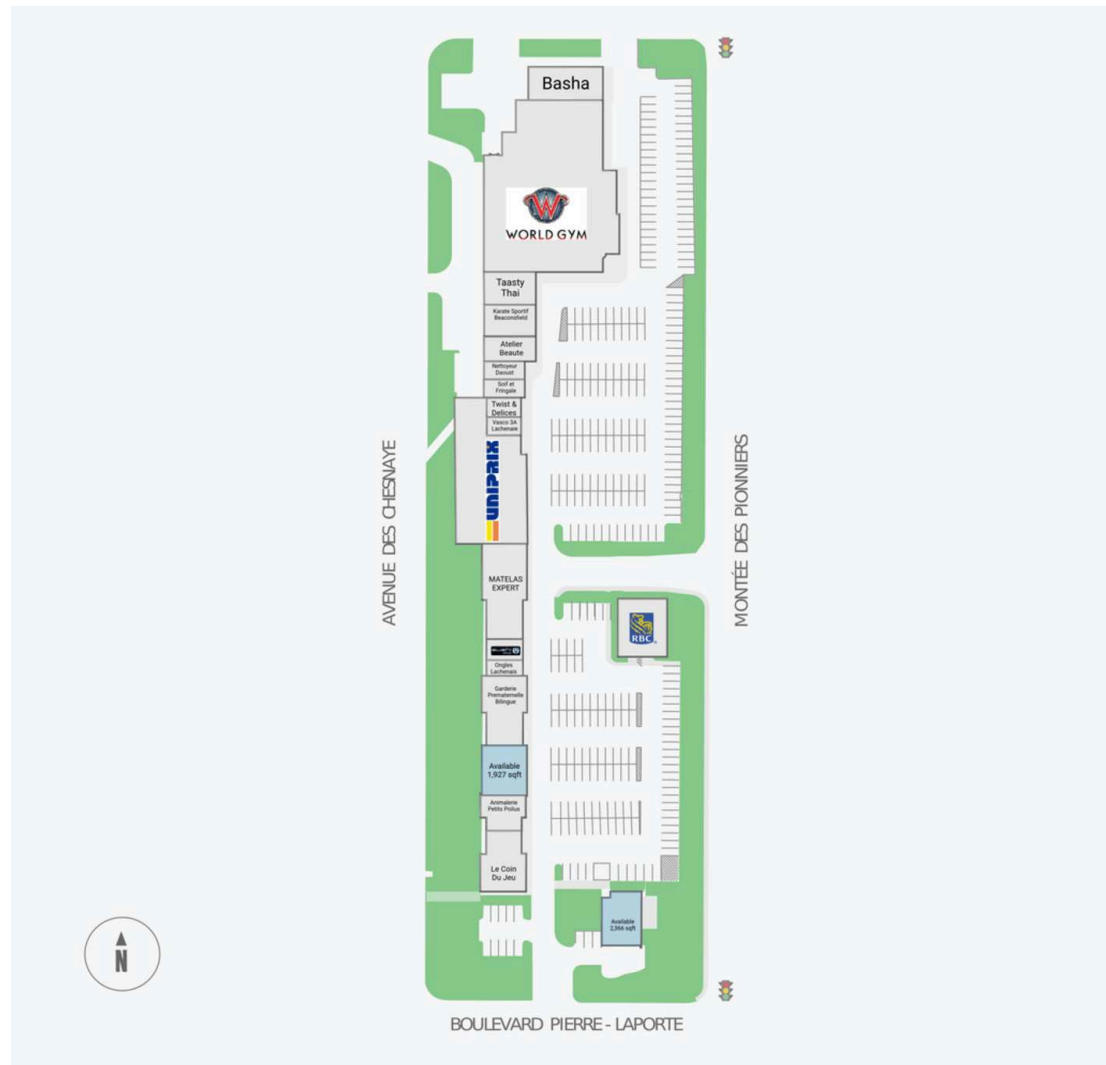 Basha
W
WORLD GYM
Taasty
Thai
Karate Sportif
Beaconsfield
Atelier
Beaute
Nettoyeur
Daoust
Soif et
Fringale
Twist &
Delices
Vasco 3A
Lachenaie
UNIPRIX
AVENUE DES CHESNAYE
MONTÉE DES PIONNIERS
MATELAS
EXPERT
RBC
Ongles
Lachenais
Garderie
Prematernelle
Bilingue
Available
1,927 sqft
Animalerie
Petits Poilus
Le Coin
Du Jeu
Available
2,366 sqft
N
BOULEVARD PIERRE - LAPORTE